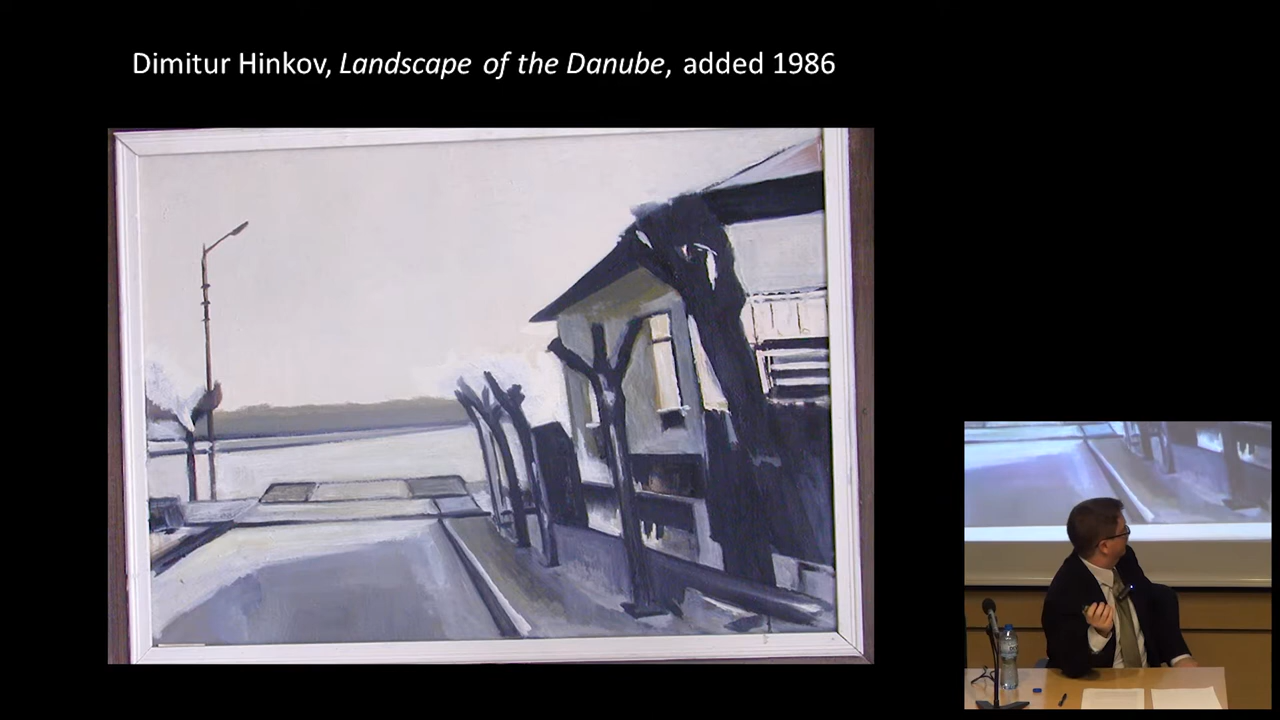 Dimitur Hinkov, Landscape of the Danube, added 1986